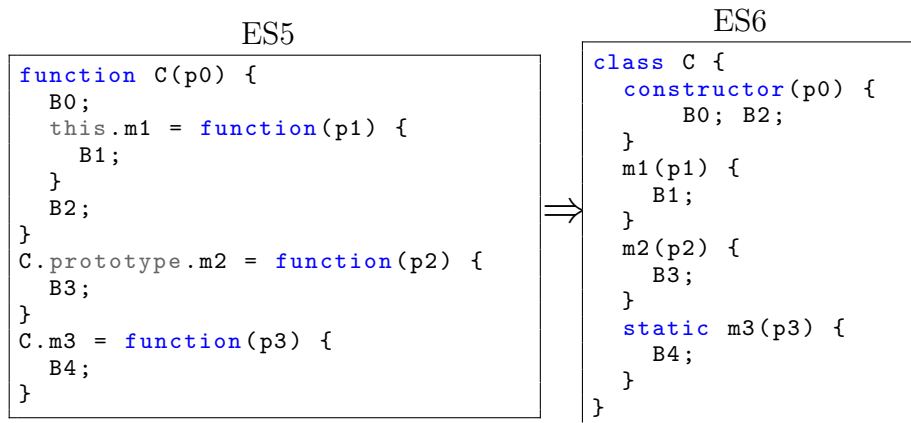 ES5
function C(p0) {
  B0;
  this.m1 = function(p1) {
    B1;
  }
  B2;
}
C.prototype.m2 = function(p2) {
  B3;
}
C.m3 = function(p3) {
  B4;
}
⇒
ES6
class C {
  constructor(p0) {
      B0; B2;
  }
  m1(p1) {
    B1;
  }
  m2(p2) {
    B3;
  }
  static m3(p3) {
    B4;
  }
}